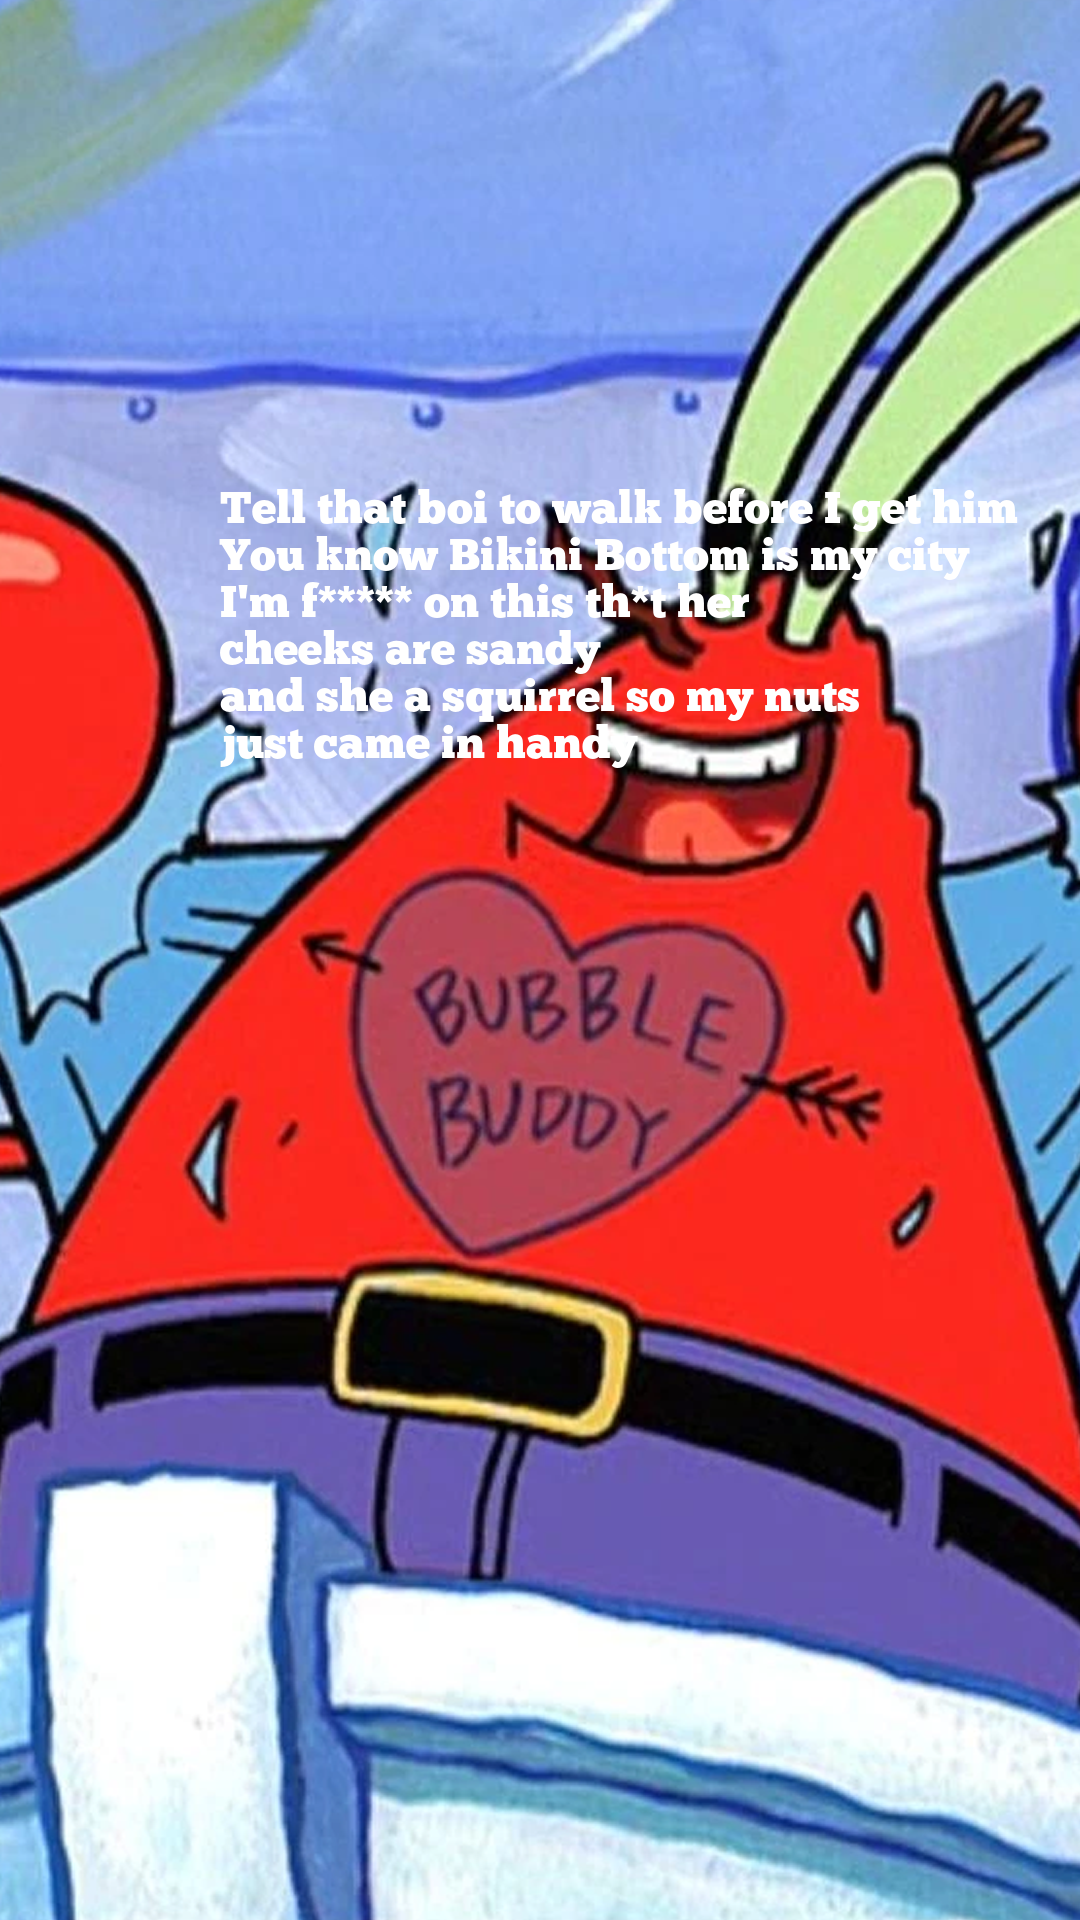 Tell that boi to walk before I get him
You know Bikini Bottom is my city
I'm f***** on this th*t her
cheeks are sandy
and she a squirrel so my nuts
just came in handy
BUBBLE
BUDDY